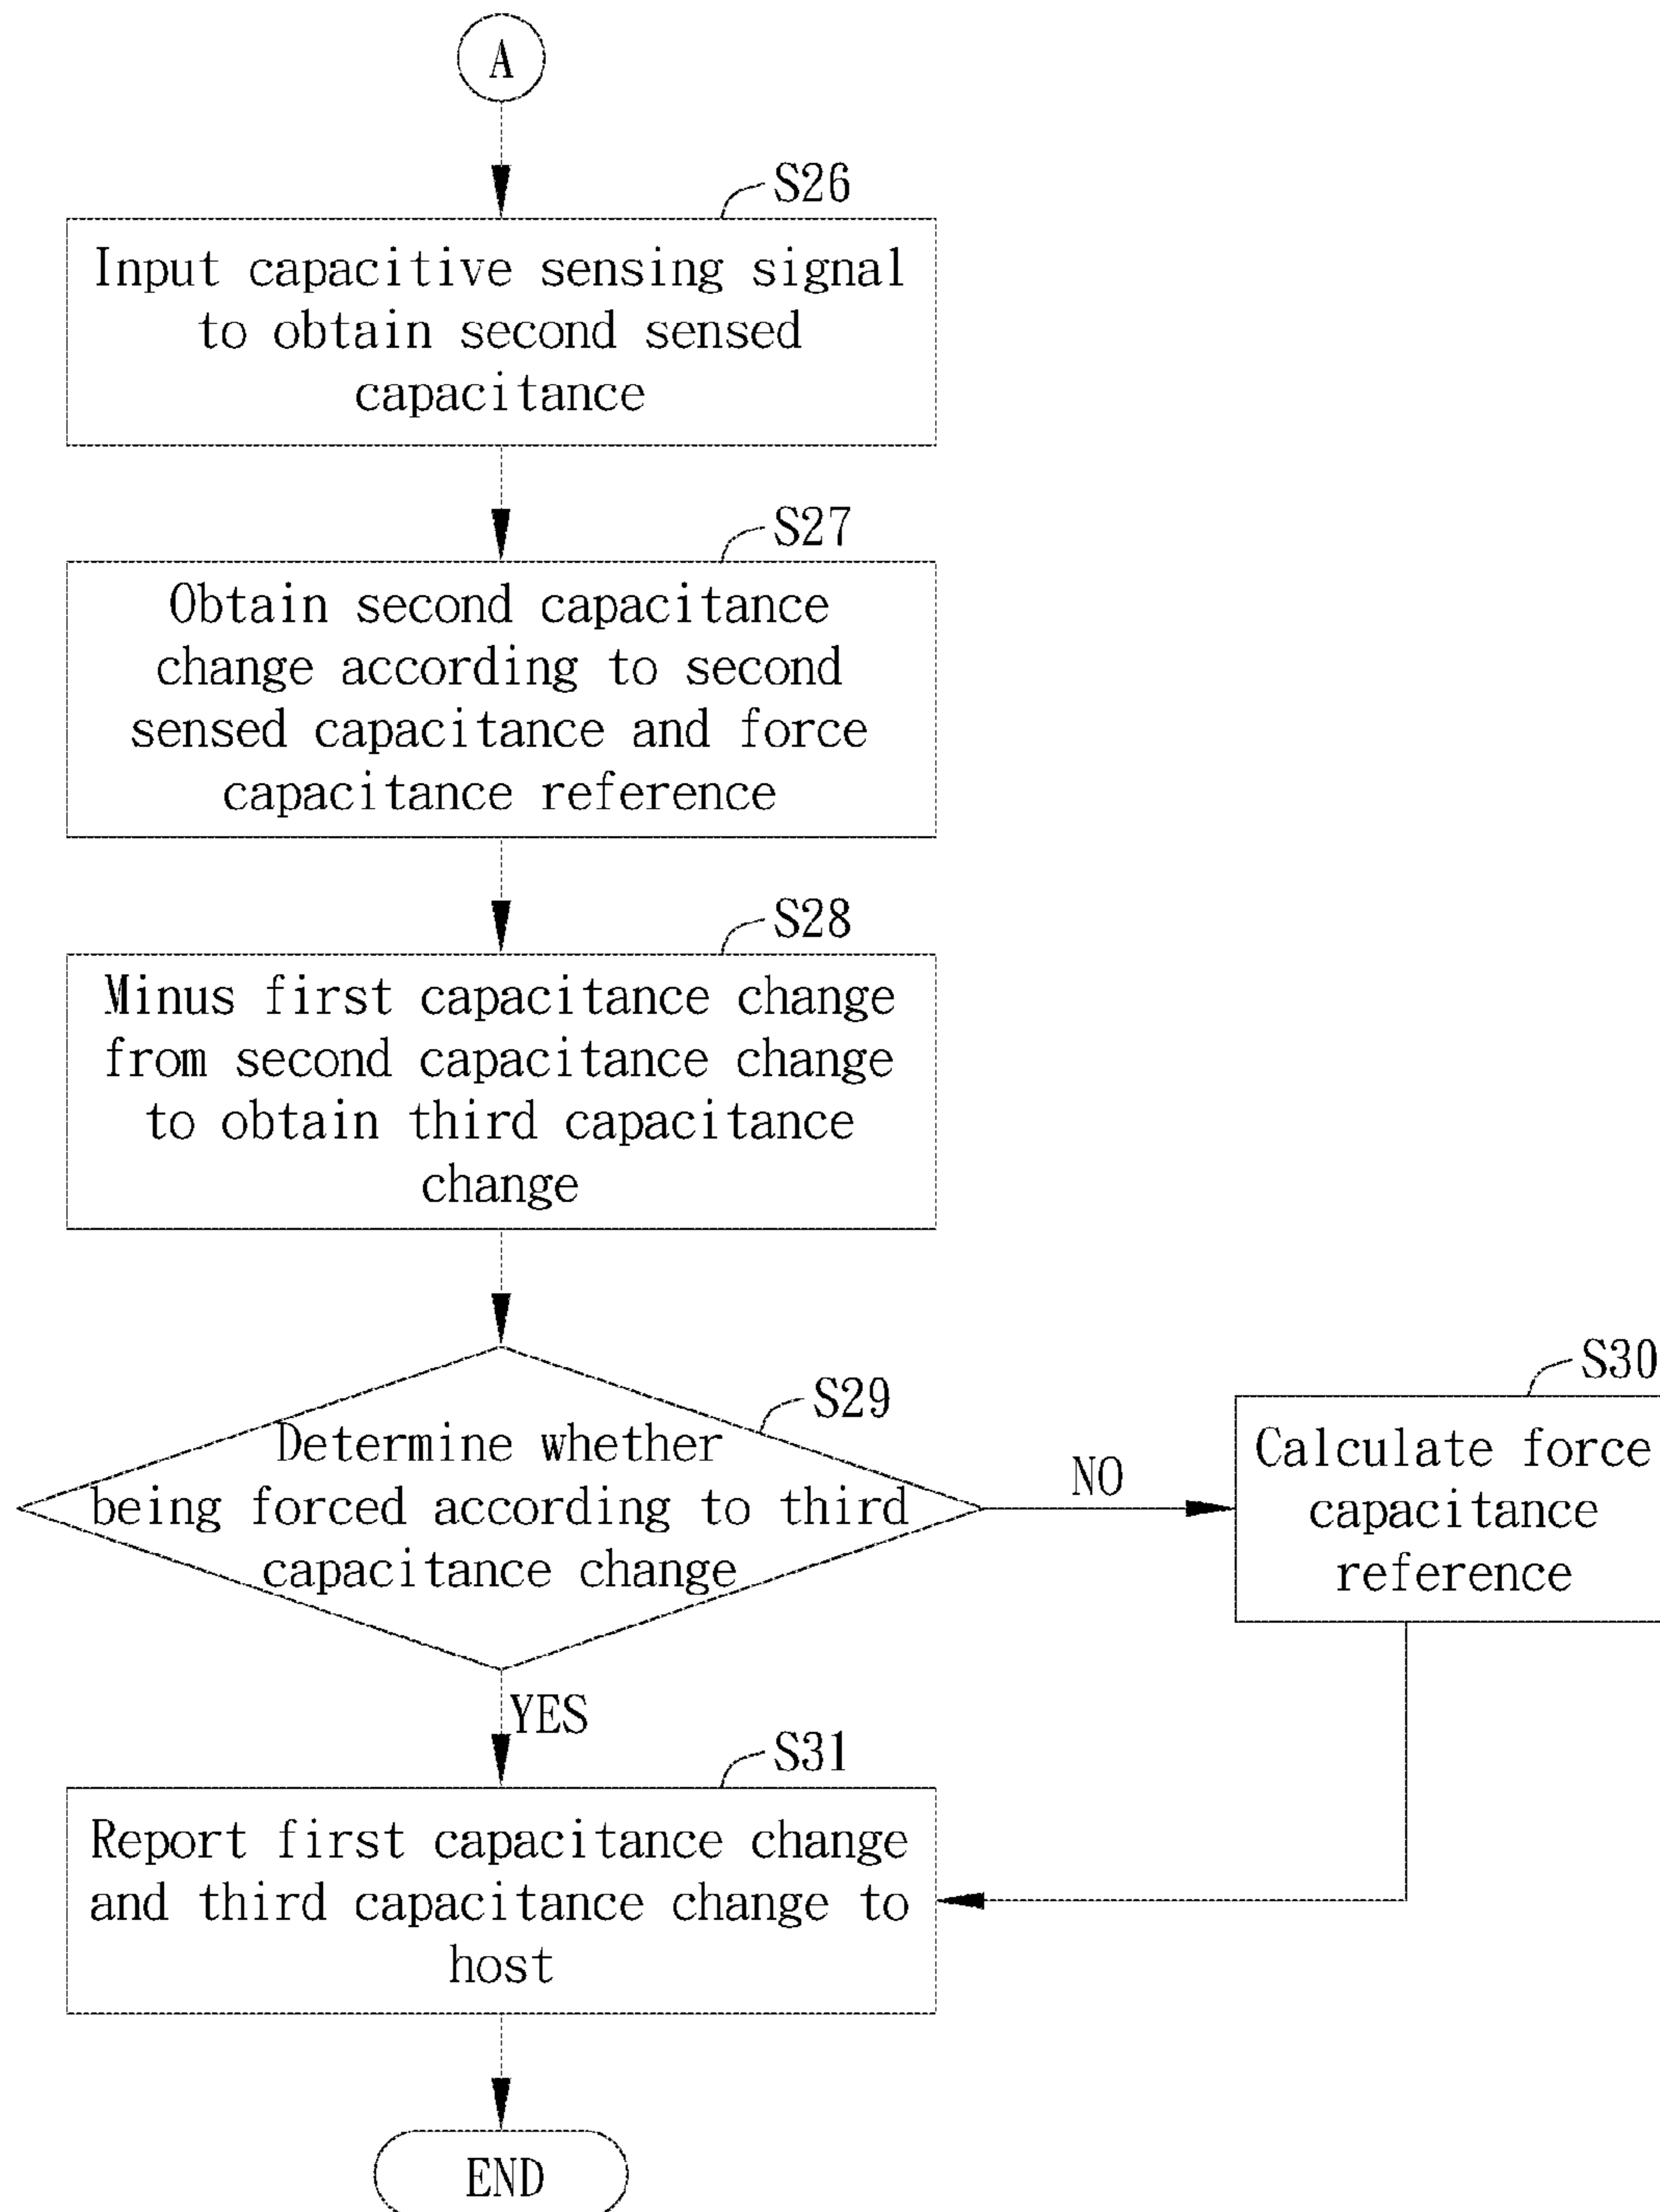 A
S26
Input capacitive sensing signal
to obtain second sensed
capacitance
S27
Obtain second capacitance
change according to second
sensed capacitance and force
capacitance reference
S28
Minus first capacitance change
from second capacitance change
to obtain third capacitance
change
S29
Determine whether
being forced according to third
capacitance change
NO
S30
Calculate force
capacitance
reference
YES
S31
Report first capacitance change
and third capacitance change to
host
END